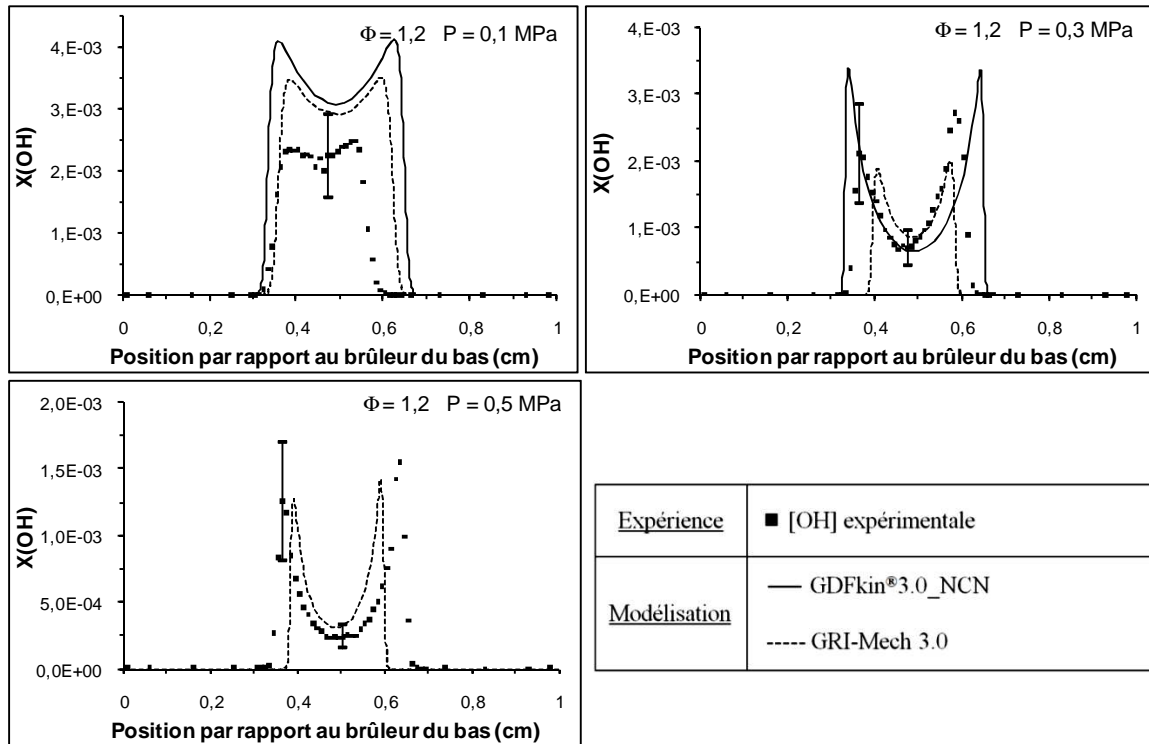 Φ = 1,2 P = 0,1 MPa
X(OH)
4,E-03
3,E-03
2,E-03
1,E-03
0,E+00
0 0,2 0,4 0,6 0,8 1
Position par rapport au brûleur du bas (cm)
Φ = 1,2 P = 0,3 MPa
X(OH)
4,E-03
3,E-03
2,E-03
1,E-03
0,E+00
0 0,2 0,4 0,6 0,8 1
Position par rapport au brûleur du bas (cm)
Φ = 1,2 P = 0,5 MPa
X(OH)
2,0E-03
1,5E-03
1,0E-03
5,0E-04
0,0E+00
0 0,2 0,4 0,6 0,8 1
Position par rapport au brûleur du bas (cm)
Expérience
[OH] expérimentale
Modélisation
GDFkin®3.0_NCN
GRI-Mech 3.0